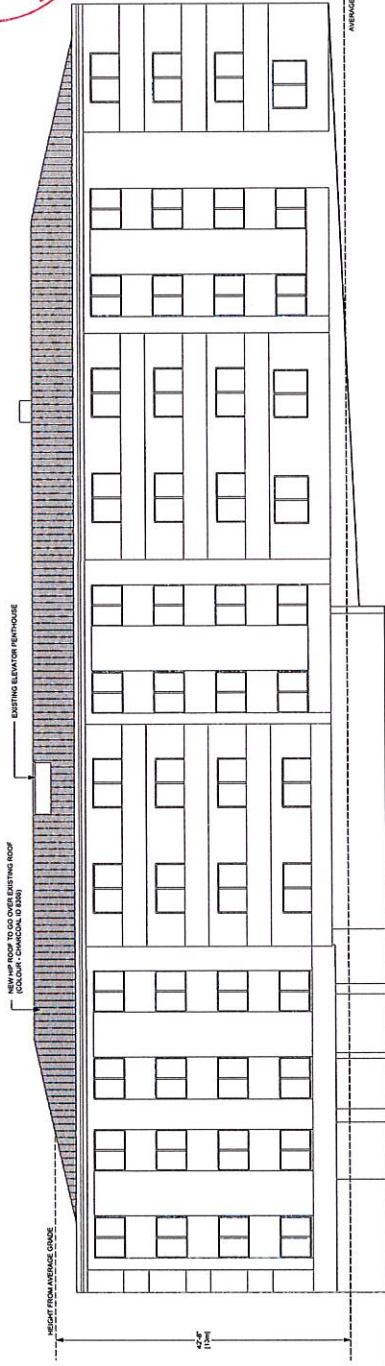 HEIGHT FROM AVERAGE GRADE
NEW HIP ROOF TO GO OVER EXISTING ROOF
(COLOUR - CHARCOAL ID 8308)
EXISTING ELEVATOR PENTHOUSE
42'-8"
[13m]
AVERAGE